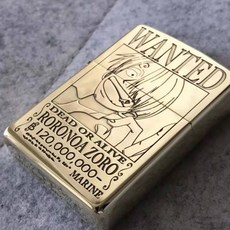 WANTED
DEAD OR ALIVE
RORONOA ZORO
฿ 120,000,000-
MARINE